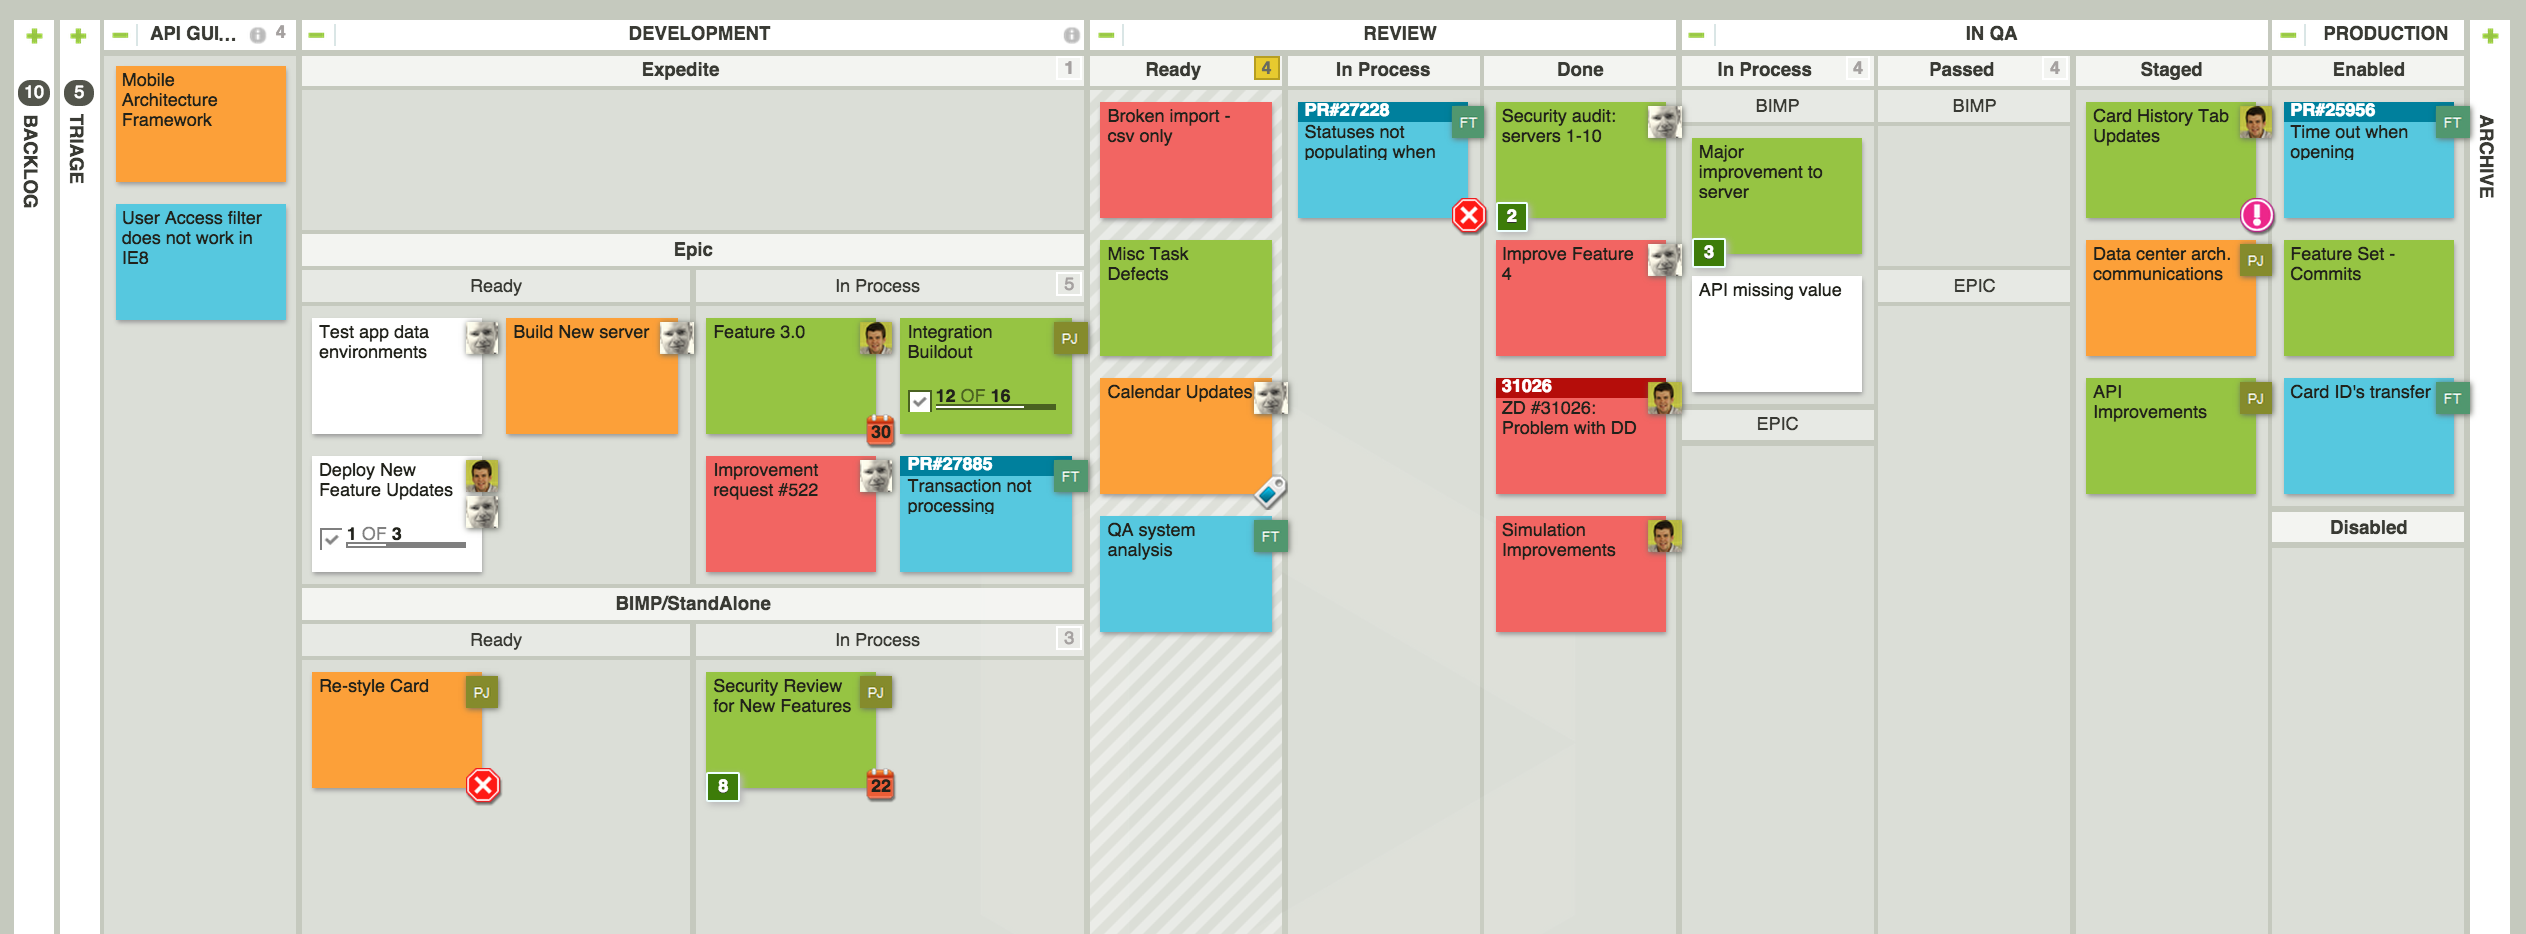 10
BACKLOG
5
TRIAGE
API GUI...
4
Mobile
Architecture
Framework
User Access filter
does not work in
IE8
DEVELOPMENT
Expedite
1
Epic
Ready
In Process
5
Test app data
environments
Build New server
Feature 3.0
30
Integration
Buildout
PJ
12 OF 16
Deploy New
Feature Updates
1 OF 3
Improvement
request #522
PR#27885
Transaction not
processing
FT
BIMP/StandAlone
Ready
In Process
3
Re-style Card
PJ
Security Review
for New Features
PJ
8
22
REVIEW
Ready
4
Broken import -
csv only
Misc Task
Defects
Calendar Updates
QA system
analysis
FT
In Process
PR#27228
Statuses not
populating when
FT
Done
Security audit:
servers 1-10
2
Improve Feature
4
31026
ZD #31026:
Problem with DD
Simulation
Improvements
IN QA
In Process
4
BIMP
Major
improvement to
server
3
API missing value
EPIC
Passed
4
BIMP
EPIC
Staged
Card History Tab
Updates
Data center arch.
communications
PJ
API
Improvements
PJ
PRODUCTION
Enabled
PR#25956
Time out when
opening
FT
Feature Set -
Commits
Card ID's transfer
FT
Disabled
ARCHIVE